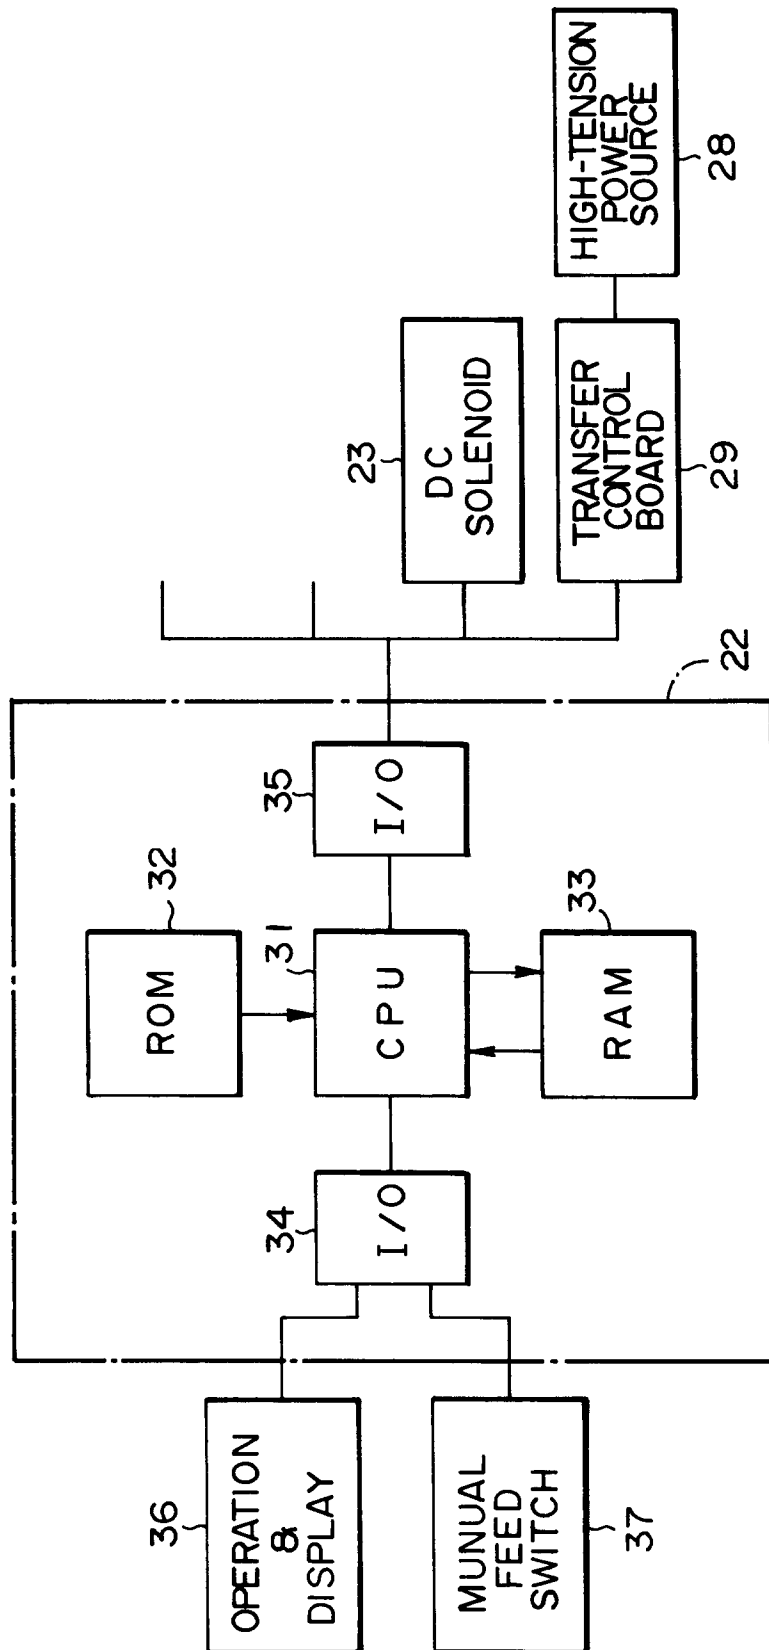 36
OPERATION
&
DISPLAY
MUNUAL
FEED
SWITCH
37
34
I/O
ROM
32
31
CPU
RAM
33
35
I/O
22
23
DC
SOLENOID
TRANSFER
CONTROL
BOARD
29
HIGH-TENSION
POWER
SOURCE
28